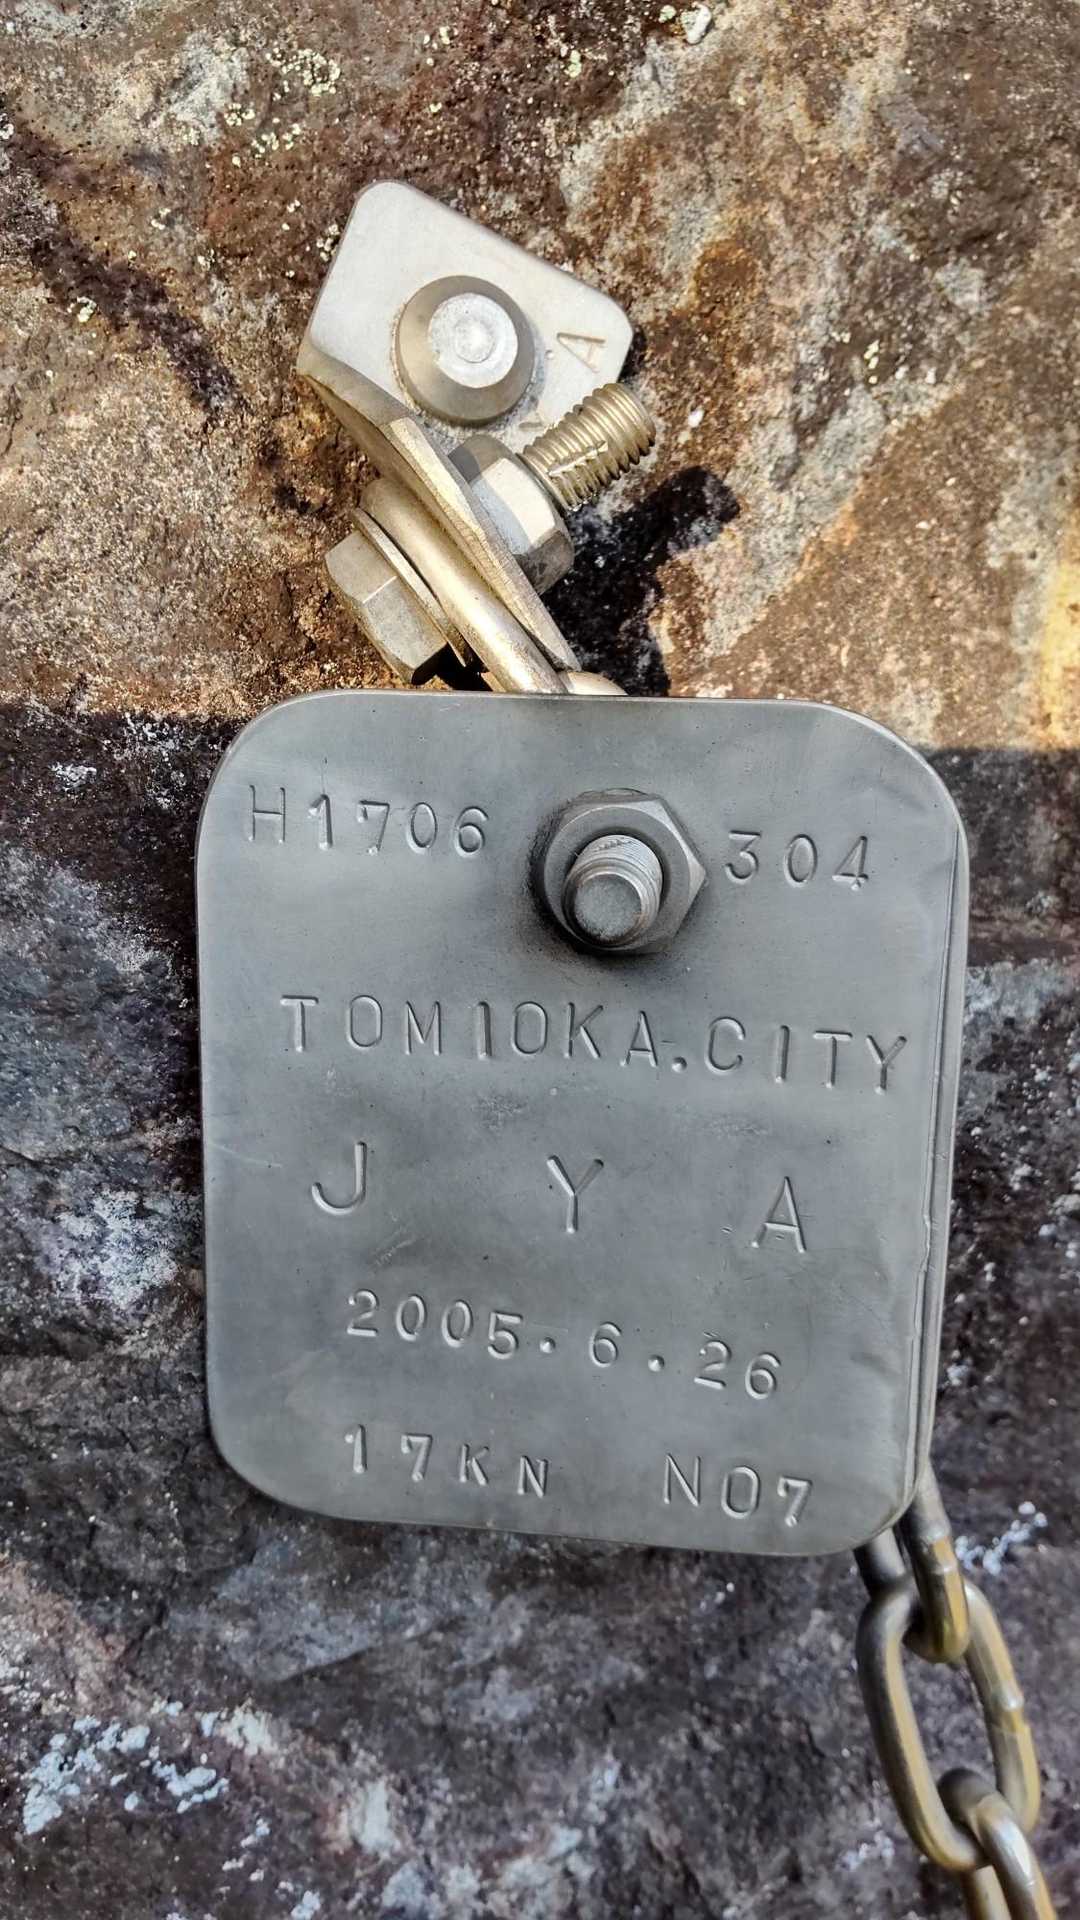 A
H1706 304
TOMIOKA.CITY
J Y A
2005.6.26
17KN NO7